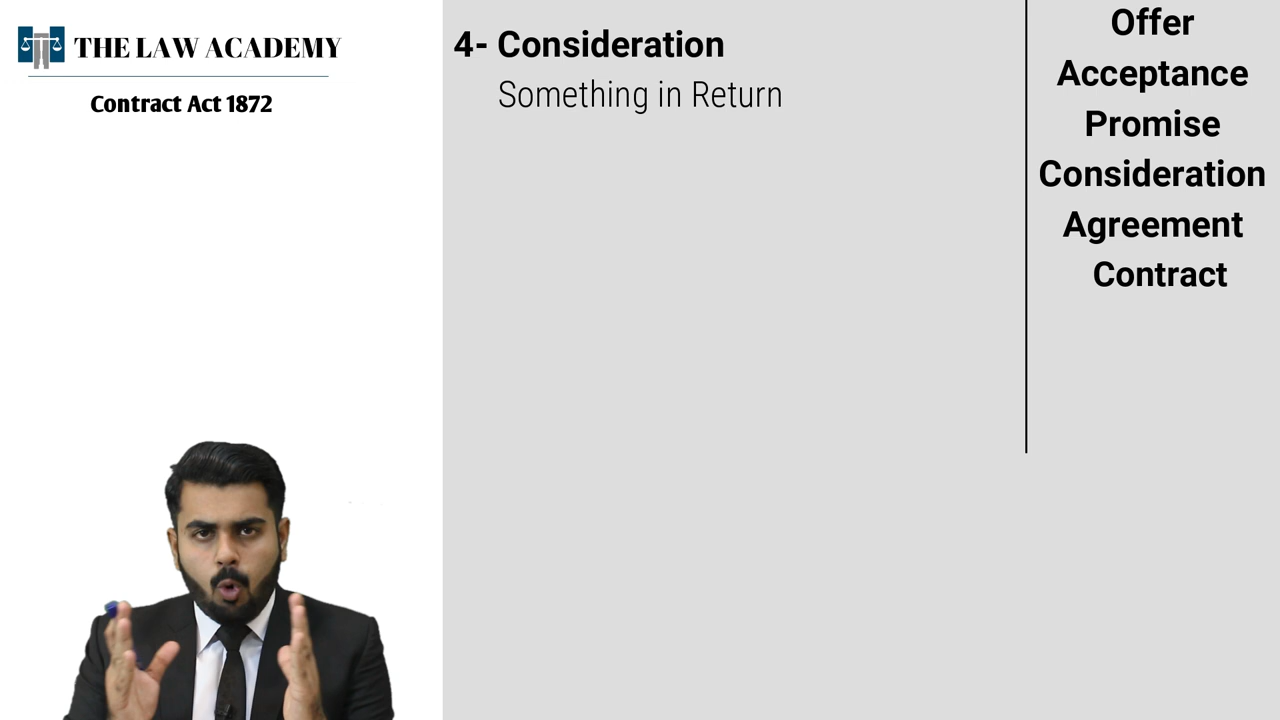 THE LAW ACADEMY
Contract Act 1872
4- Consideration
Something in Return
Offer
Acceptance
Promise
Consideration
Agreement
Contract